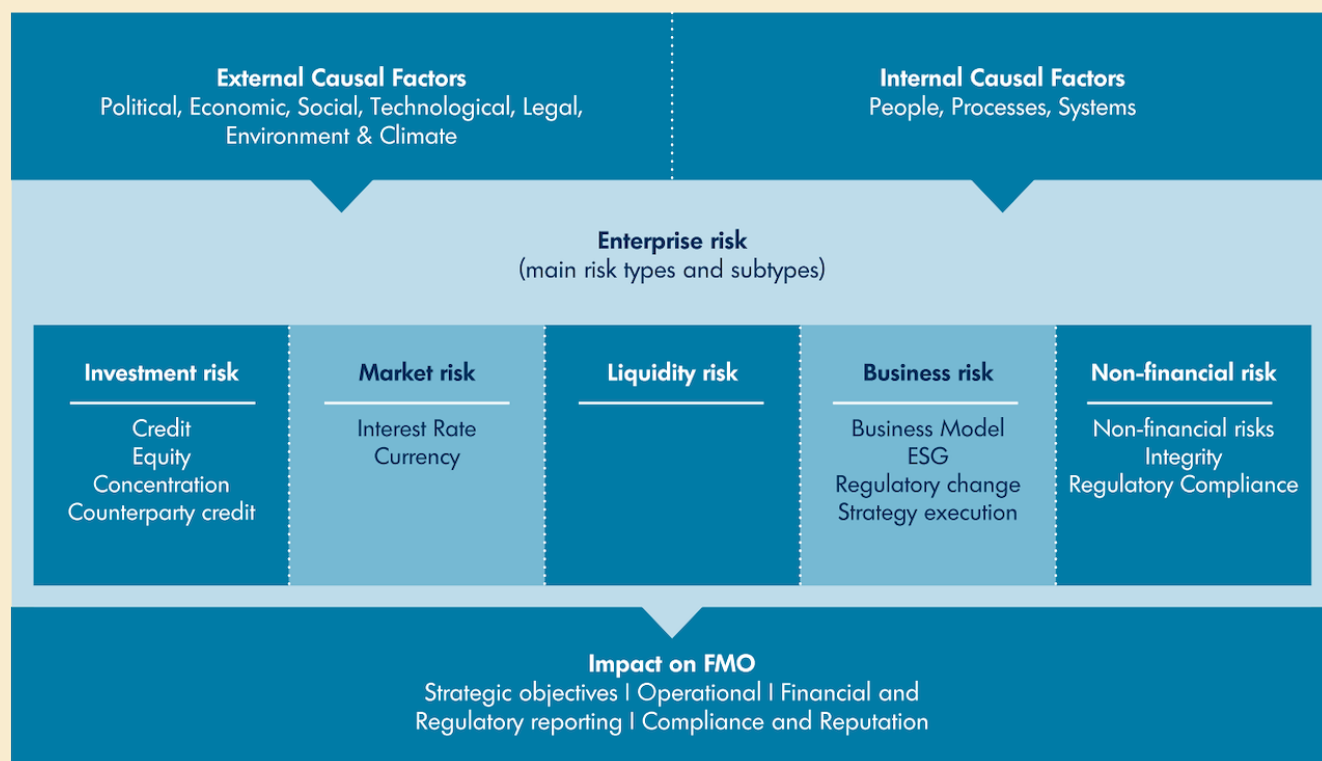 External Causal Factors
Political, Economic, Social, Technological, Legal,
Environment & Climate
Internal Causal Factors
People, Processes, Systems
Enterprise risk
(main risk types and subtypes)
Investment risk
Credit
Equity
Concentration
Counterparty credit
Market risk
Interest Rate
Currency
Liquidity risk
Business risk
Business Model
ESG
Regulatory change
Strategy execution
Non-financial risk
Non-financial risks
Integrity
Regulatory Compliance
Impact on FMO
Strategic objectives I Operational I Financial and
Regulatory reporting I Compliance and Reputation